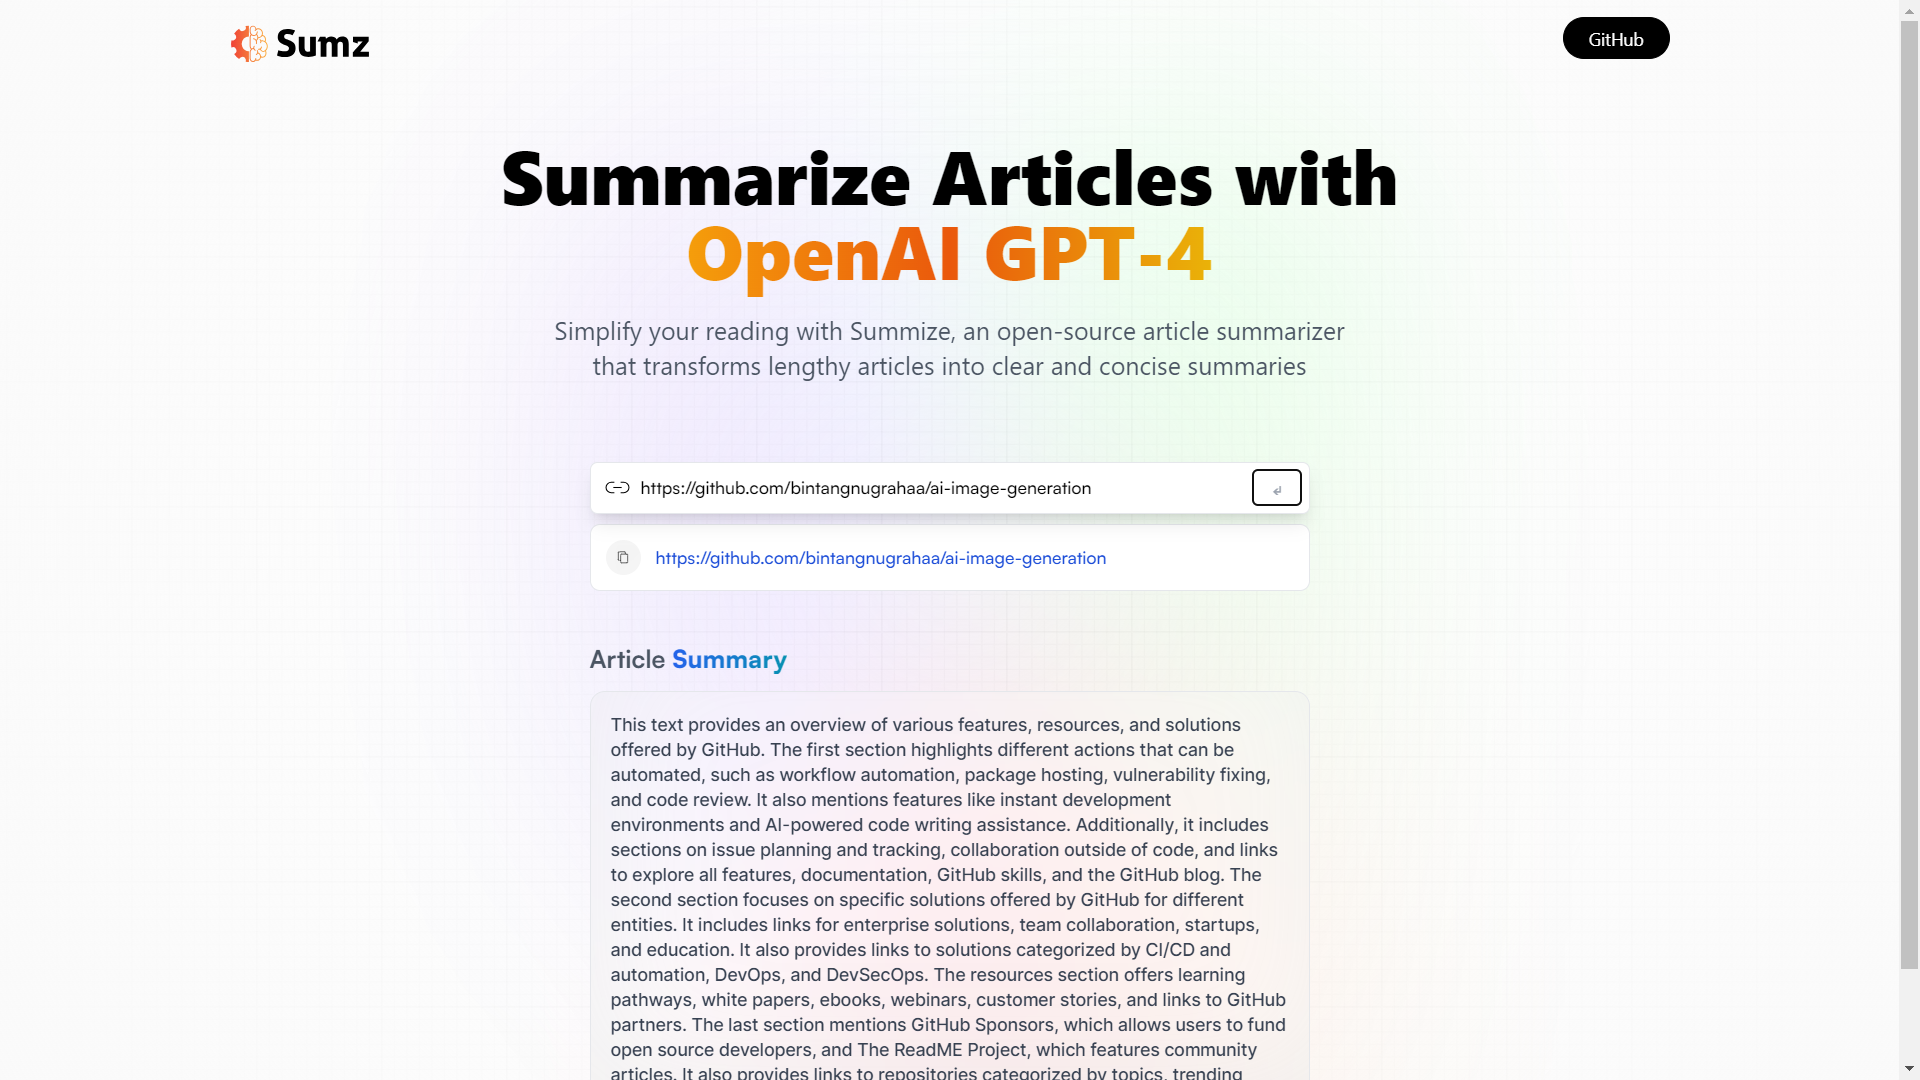 Sumz
GitHub
Summarize Articles with
OpenAI GPT-4
Simplify your reading with Summize, an open-source article summarizer
that transforms lengthy articles into clear and concise summaries
https://github.com/bintangnugrahaa/ai-image-generation
https://github.com/bintangnugrahaa/ai-image-generation
Article Summary
This text provides an overview of various features, resources, and solutions
offered by GitHub. The first section highlights different actions that can be
automated, such as workflow automation, package hosting, vulnerability fixing,
and code review. It also mentions features like instant development
environments and AI-powered code writing assistance. Additionally, it includes
sections on issue planning and tracking, collaboration outside of code, and links
to explore all features, documentation, GitHub skills, and the GitHub blog. The
second section focuses on specific solutions offered by GitHub for different
entities. It includes links for enterprise solutions, team collaboration, startups,
and education. It also provides links to solutions categorized by CI/CD and
automation, DevOps, and DevSecOps. The resources section offers learning
pathways, white papers, ebooks, webinars, customer stories, and links to GitHub
partners. The last section mentions GitHub Sponsors, which allows users to fund
open source developers, and The ReadME Project, which features community
articles. It also provides links to repositories categorized by topics, trending